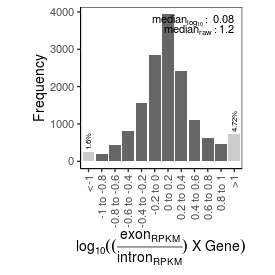 4000
3000
2000
1000
0
Frequency
median_log10 : 0.08
median_raw : 1.2
1.6%
4.72%
<-1
-1 to -0.8
-0.8 to -0.6
-0.6 to -0.4
-0.4 to -0.2
-0.2 to 0
0 to 0.2
0.2 to 0.4
0.4 to 0.6
0.6 to 0.8
0.8 to 1
> 1
log10((exonRPKM/intronRPKM) X Gene)